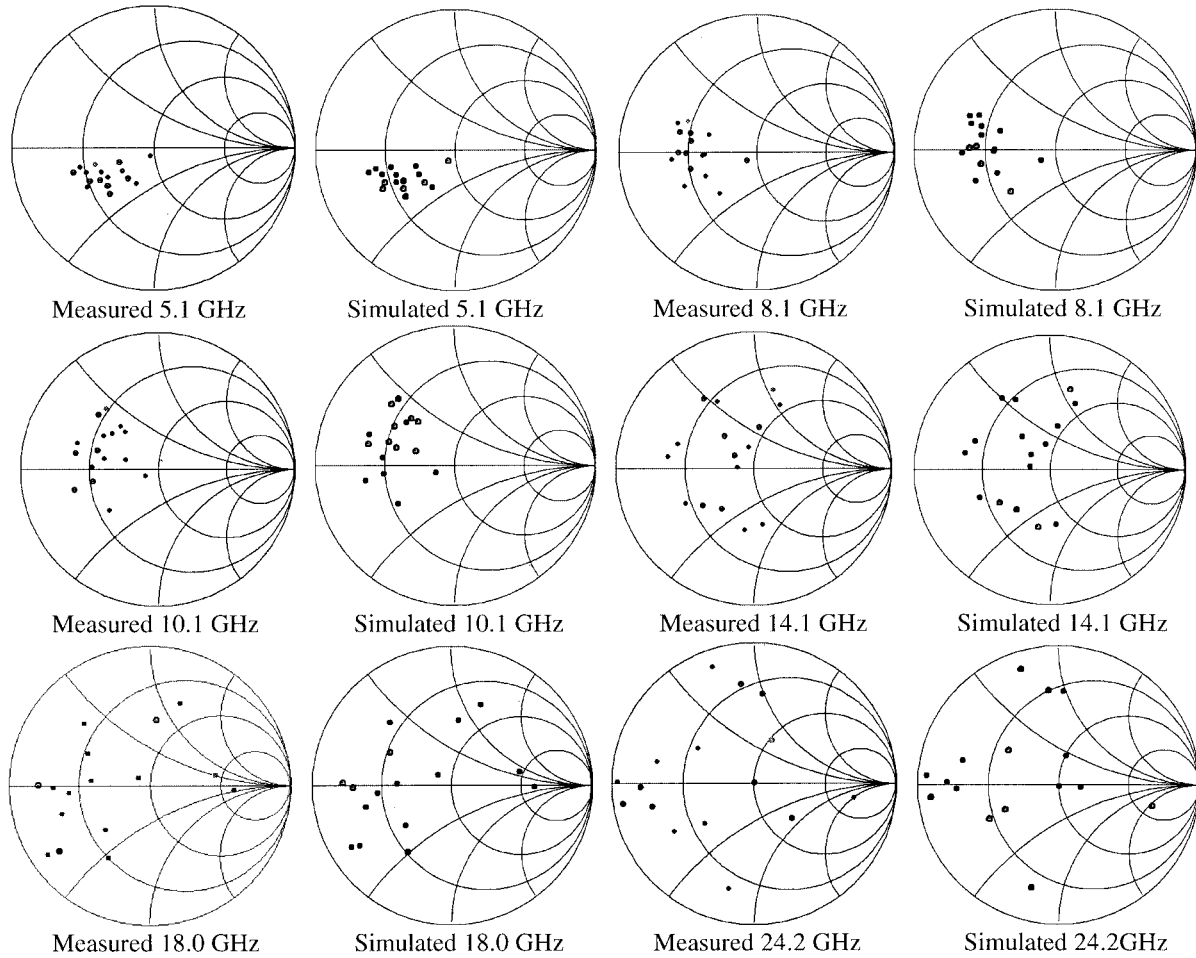 Measured 5.1 GHz
Simulated 5.1 GHz
Measured 8.1 GHz
Simulated 8.1 GHz
Measured 10.1 GHz
Simulated 10.1 GHz
Measured 14.1 GHz
Simulated 14.1 GHz
Measured 18.0 GHz
Simulated 18.0 GHz
Measured 24.2 GHz
Simulated 24.2GHz